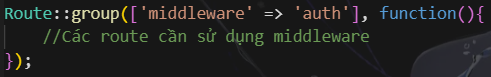 Route::group(['middleware' => 'auth'], function(){
    //Các route cần sử dụng middleware
});